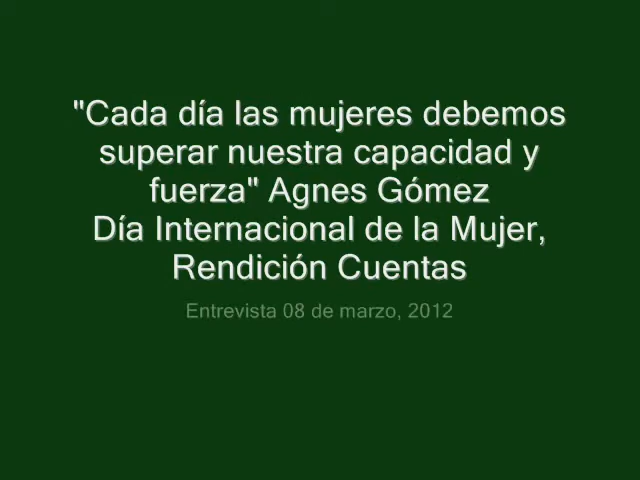 "Cada día las mujeres debemos
superar nuestra capacidad y
fuerza" Agnes Gómez
Día Internacional de la Mujer,
Rendición Cuentas
Entrevista 08 de marzo, 2012